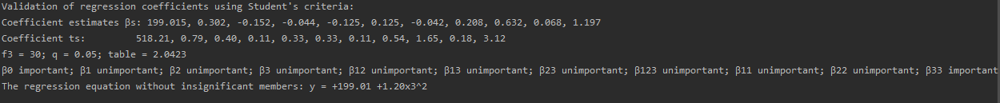 Validation of regression coefficients using Student's criteria:
Coefficient estimates βs: 199.015, 0.302, -0.152, -0.044, -0.125, 0.125, -0.042, 0.208, 0.632, 0.068, 1.197
Coefficient ts:         518.21, 0.79, 0.40, 0.11, 0.33, 0.33, 0.11, 0.54, 1.65, 0.18, 3.12
f3 = 30; q = 0.05; table = 2.0423
β0 important; β1 unimportant; β2 unimportant; β3 unimportant; β12 unimportant; β13 unimportant; β23 unimportant; β123 unimportant; β11 unimportant; β22 unimportant; β33 important
The regression equation without insignificant members: y = +199.01 +1.20x3^2